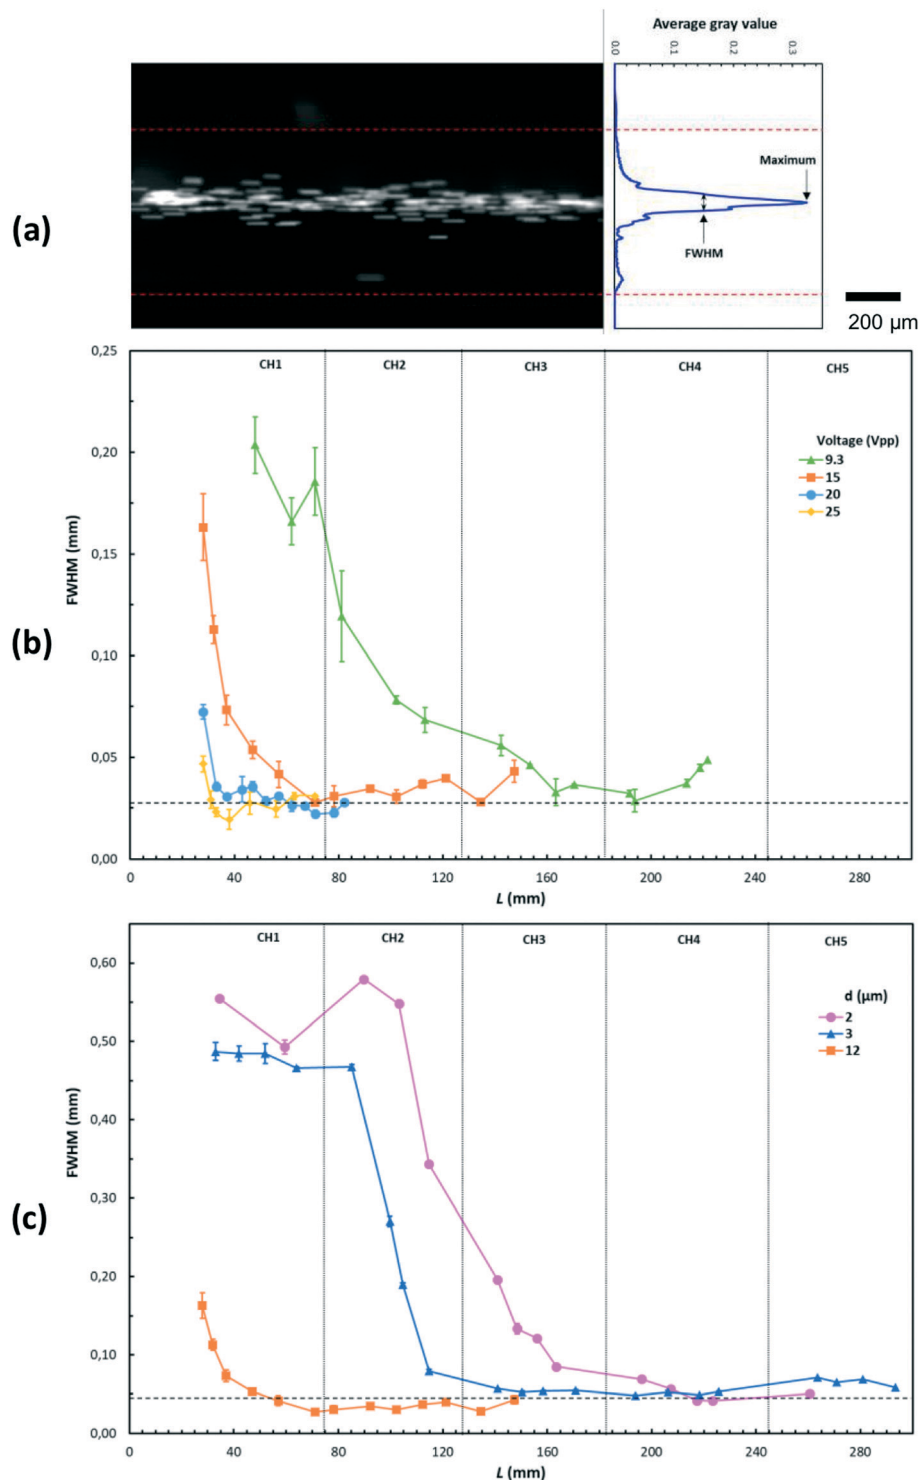 Average gray value
0.0 0.1 0.2 0.3
Maximum
FWHM
(a)
200 µm
CH1 CH2 CH3 CH4 CH5
0,25
0,20
0,15
0,10
0,05
0,00
FWHM (mm)
Voltage (Vpp)
9.3
15
20
25
(b)
0 40 80 120 160 200 240 280
L (mm)
CH1 CH2 CH3 CH4 CH5
0,60
0,50
0,40
0,30
0,20
0,10
0,00
FWHM (mm)
d (µm)
2
3
12
(c)
0 40 80 120 160 200 240 280
L (mm)